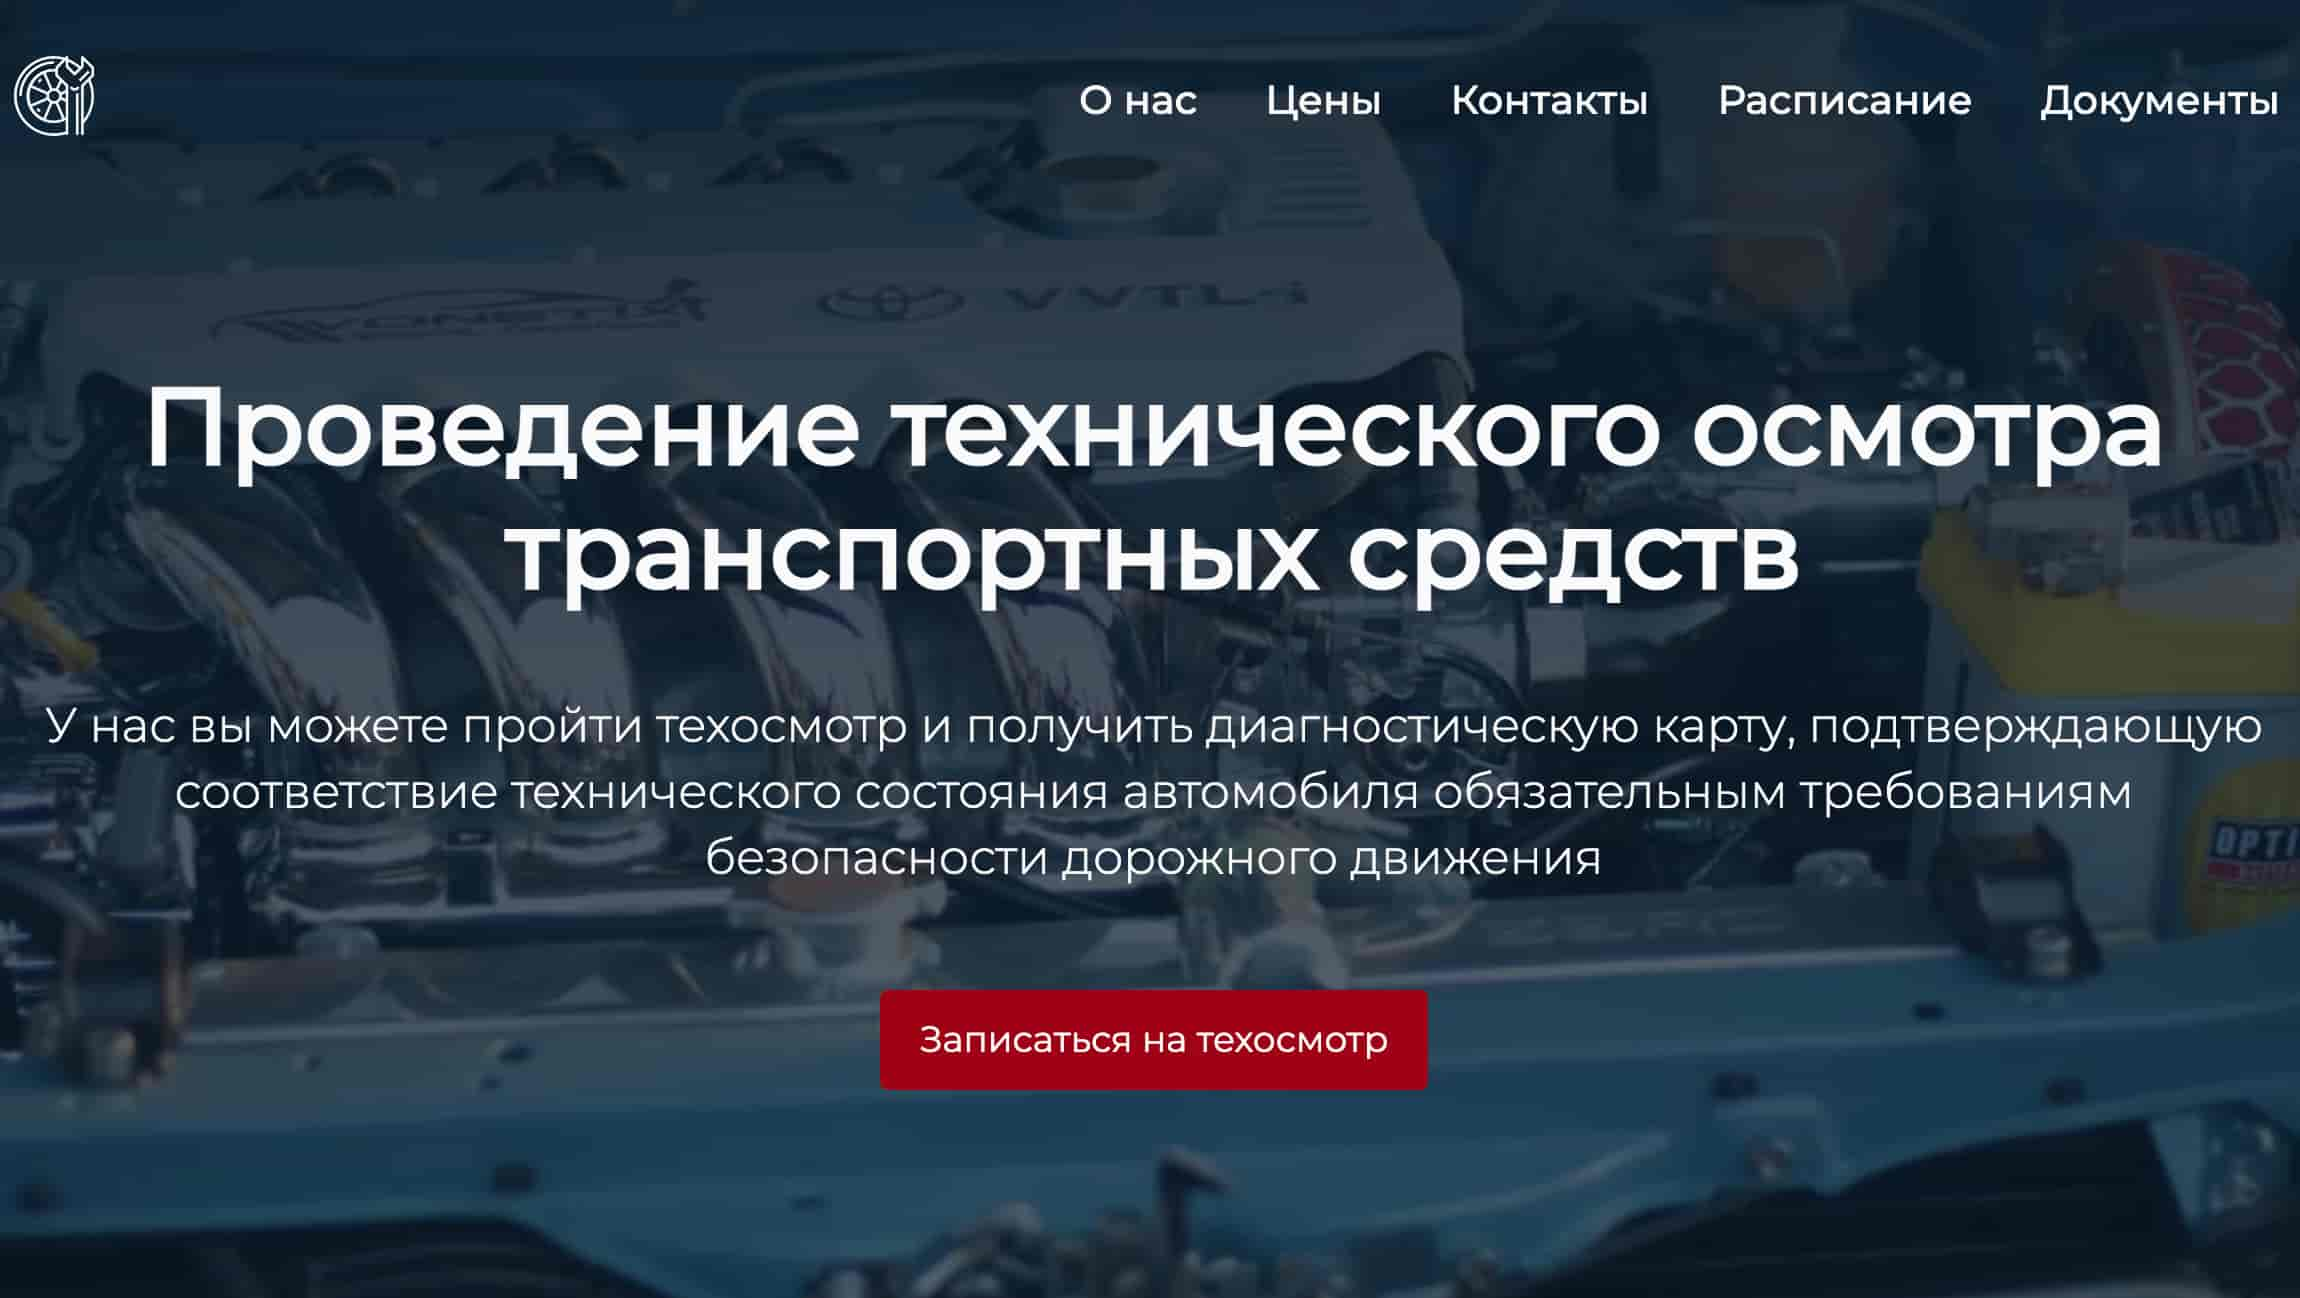 О нас Цены Контакты Расписание Документы
VVTL-i
Проведение технического осмотра
транспортных средств
У нас вы можете пройти техосмотр и получить диагностическую карту, подтверждающую
соответствие технического состояния автомобиля обязательным требованиям
безопасности дорожного движения
OPTI
Записаться на техосмотр